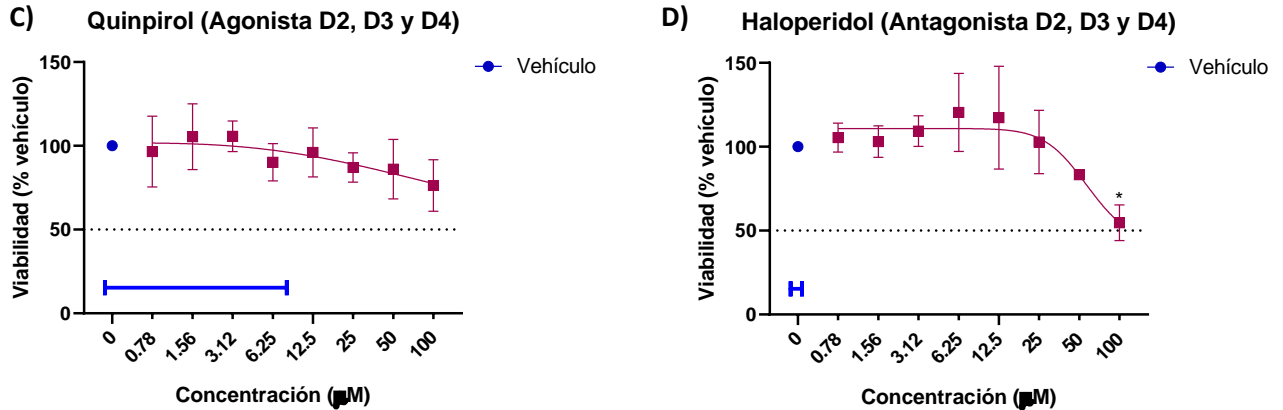 C)
Quinpirol (Agonista D2, D3 y D4)
Vehículo
Viabilidad (% vehículo)
150
100
50
0
0 0.78 1.56 3.12 6.25 12.5 25 50 100
Concentración (µM)
D)
Haloperidol (Antagonista D2, D3 y D4)
Vehículo
Viabilidad (% vehículo)
150
100
50
0
*
0 0.78 1.56 3.12 6.25 12.5 25 50 100
Concentración (µM)